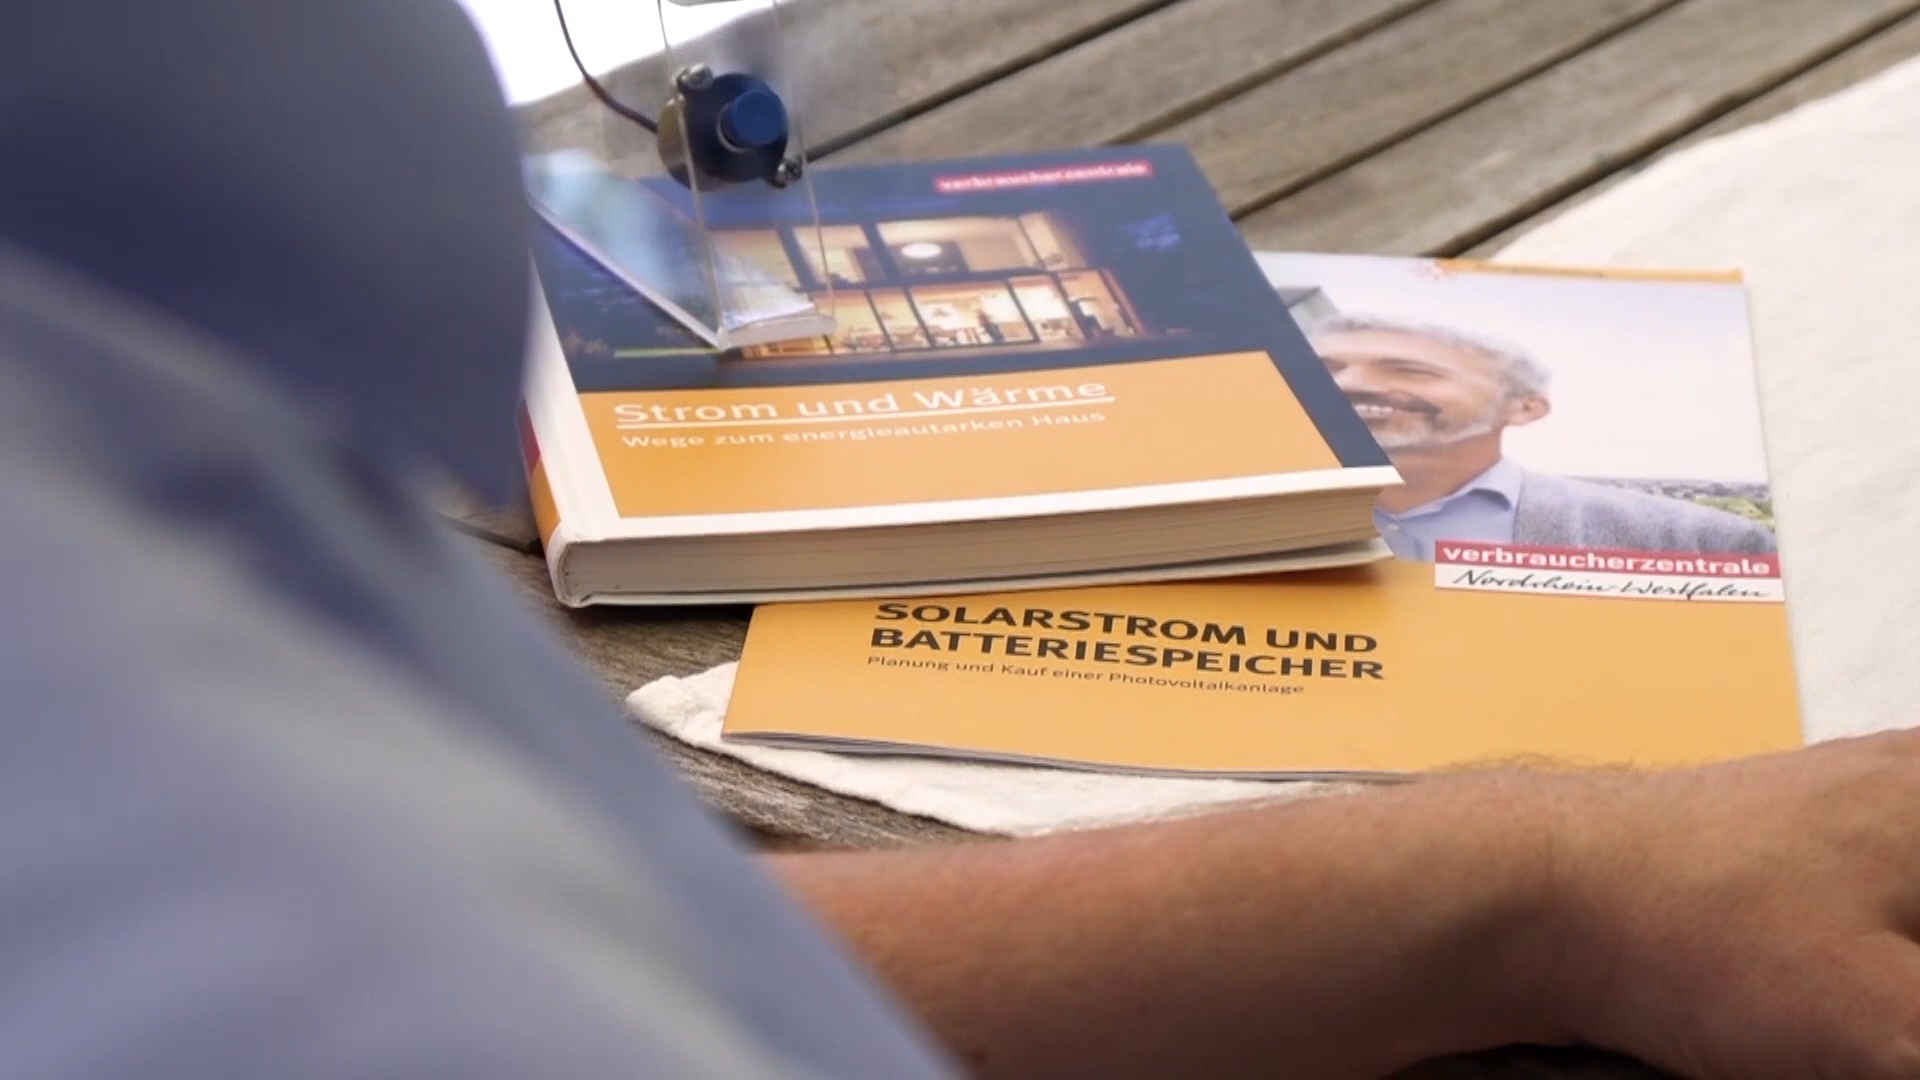 verbraucherzentrale
Strom und Wärme
Wege zum energieautarken Haus
verbraucherzentrale
Nordrhein-Westfalen
SOLARSTROM UND
BATTERIESPEICHER
Planung und Kauf einer Photovoltaikanlage